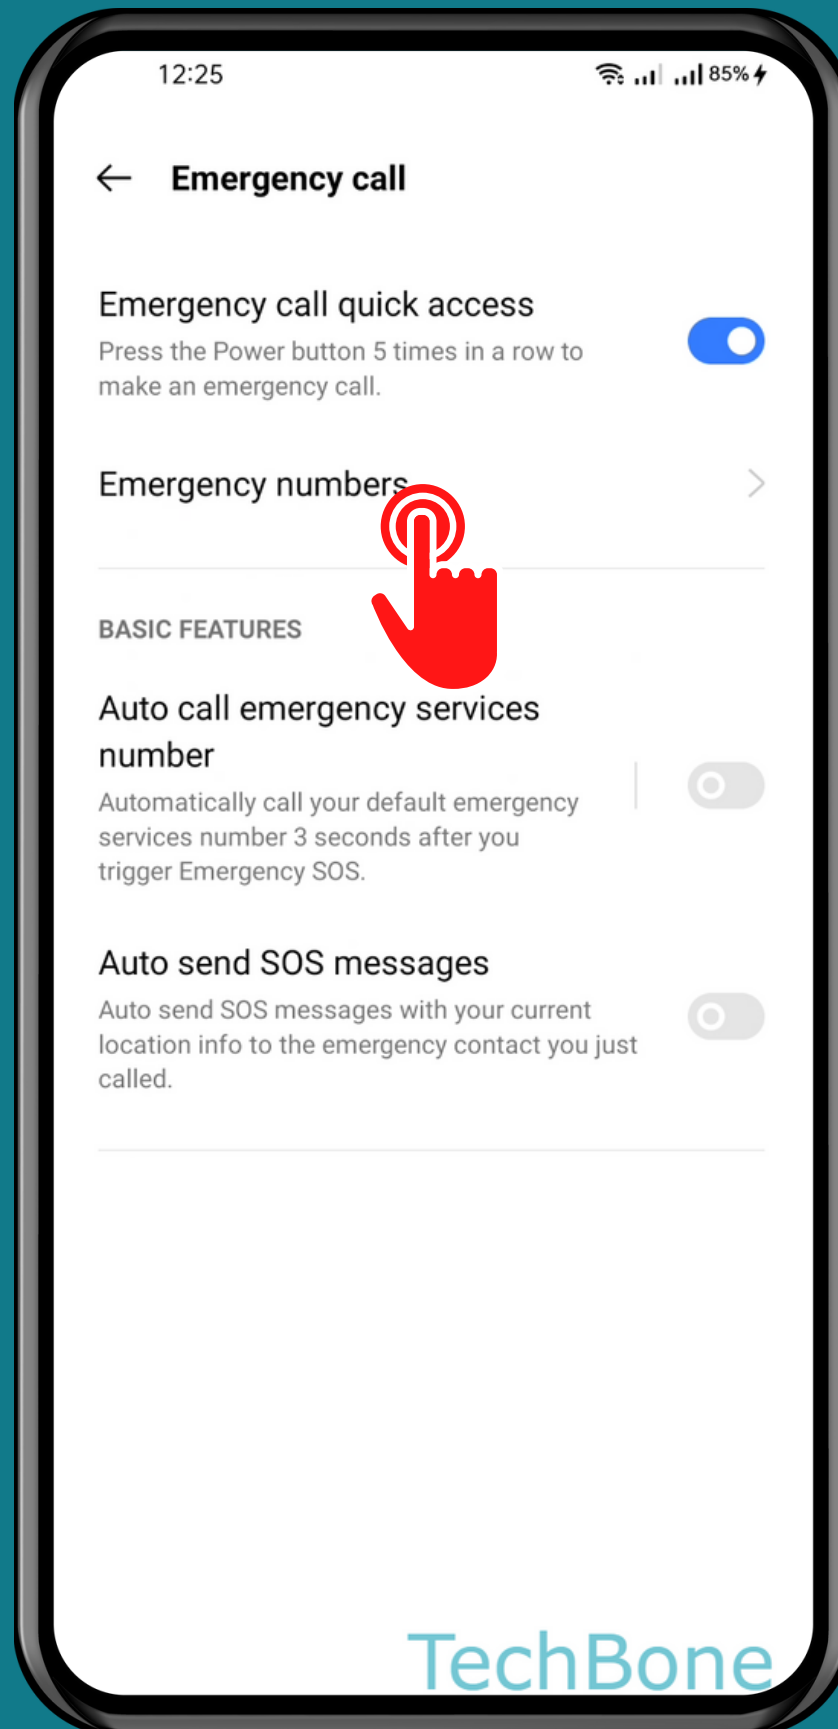 12:25
85%
Emergency call
Emergency call quick access
Press the Power button 5 times in a row to
make an emergency call.
Emergency numbers
BASIC FEATURES
Auto call emergency services
number
Automatically call your default emergency
services number 3 seconds after you
trigger Emergency SOS.
Auto send SOS messages
Auto send SOS messages with your current
location info to the emergency contact you just
called.
TechBone